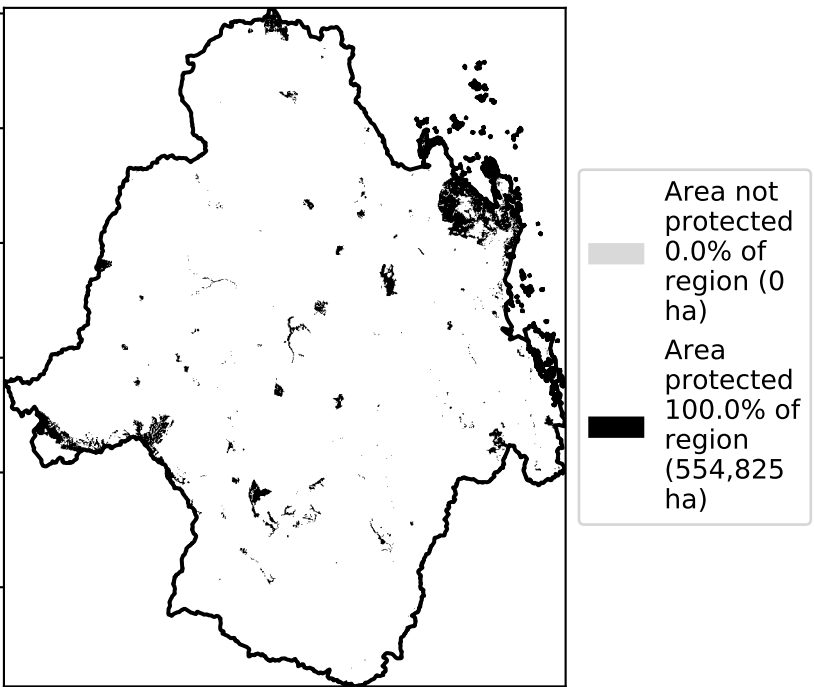 Area not
protected
0.0% of
region (0
ha)
Area
protected
100.0% of
region
(554,825
ha)